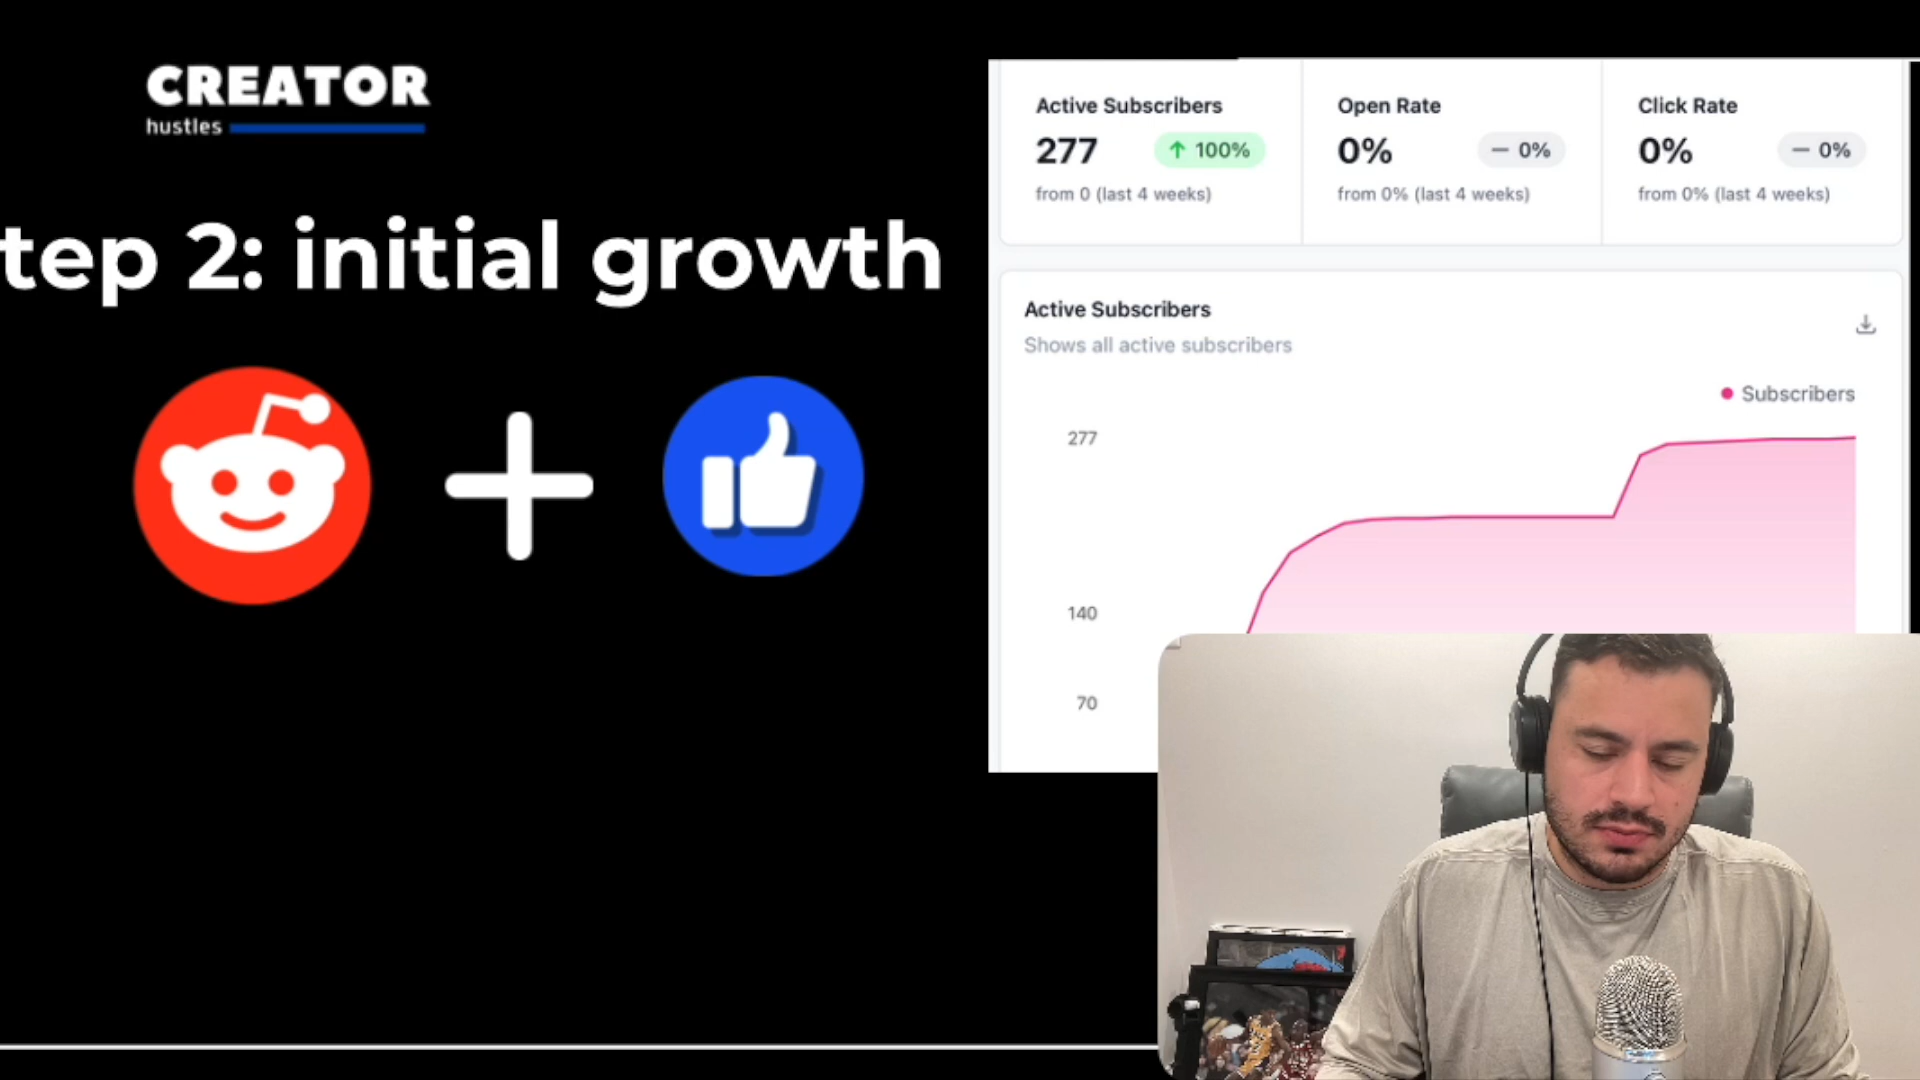 CREATOR
hustles
tep 2: initial growth
Active Subscribers
277
100%
from 0 (last 4 weeks)
Open Rate
0%
0%
from 0% (last 4 weeks)
Click Rate
0%
0%
from 0% (last 4 weeks)
Active Subscribers
Shows all active subscribers
Subscribers
277
140
70